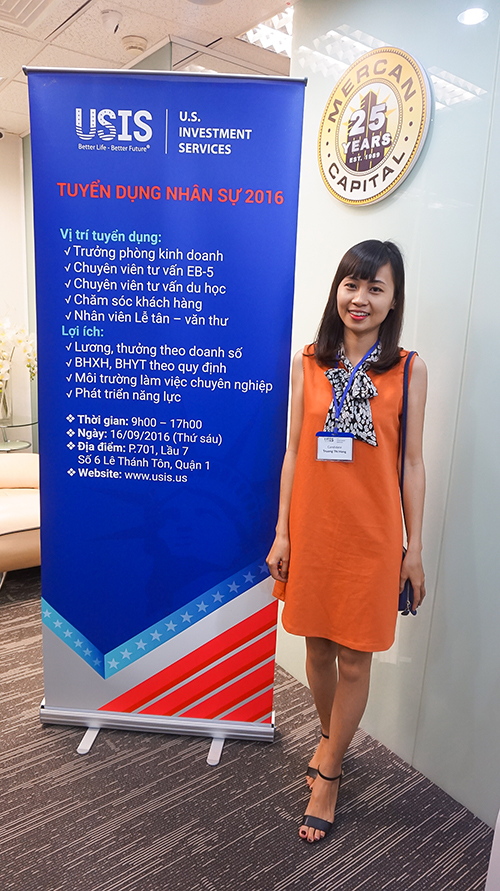 USIS
Better Life - Better Future®
U.S.
INVESTMENT
SERVICES
TUYỂN DỤNG NHÂN SỰ 2016
Vị trí tuyển dụng:
√ Trưởng phòng kinh doanh
√ Chuyên viên tư vấn EB-5
√ Chuyên viên tư vấn du học
√ Chăm sóc khách hàng
√ Nhân viên Lễ tân – văn thư
Lợi ích:
√ Lương, thưởng theo doanh số
√ BHXH, BHYT theo quy định
√ Môi trường làm việc chuyên nghiệp
√ Phát triển năng lực
❖ Thời gian: 9h00 – 17h00
❖ Ngày: 16/09/2016 (Thứ sáu)
❖ Địa điểm: P.701, Lầu 7
Số 6 Lê Thánh Tôn, Quận 1
❖ Website: www.usis.us
MERCAN
25
YEARS
EST. 1989
CAPITAL
USIS
Candidate